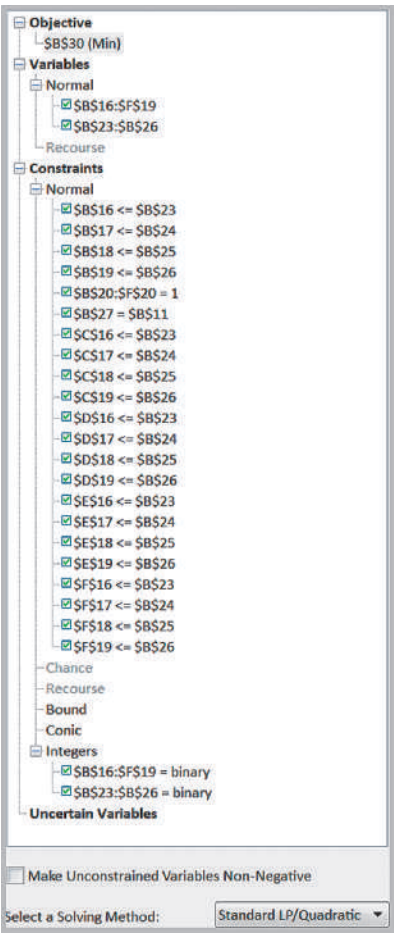 Objective
$B$30 (Min)
Variables
Normal
$B$16:$F$19
$B$23:$B$26
Recourse
Constraints
Normal
$B$16 <= $B$23
$B$17 <= $B$24
$B$18 <= $B$25
$B$19 <= $B$26
$B$20:$F$20 = 1
$B$27 = $B$11
$C$16 <= $B$23
$C$17 <= $B$24
$C$18 <= $B$25
$C$19 <= $B$26
$D$16 <= $B$23
$D$17 <= $B$24
$D$18 <= $B$25
$D$19 <= $B$26
$E$16 <= $B$23
$E$17 <= $B$24
$E$18 <= $B$25
$E$19 <= $B$26
$F$16 <= $B$23
$F$17 <= $B$24
$F$18 <= $B$25
$F$19 <= $B$26
Chance
Recourse
Bound
Conic
Integers
$B$16:$F$19 = binary
$B$23:$B$26 = binary
Uncertain Variables
Make Unconstrained Variables Non-Negative
Select a Solving Method: Standard LP/Quadratic